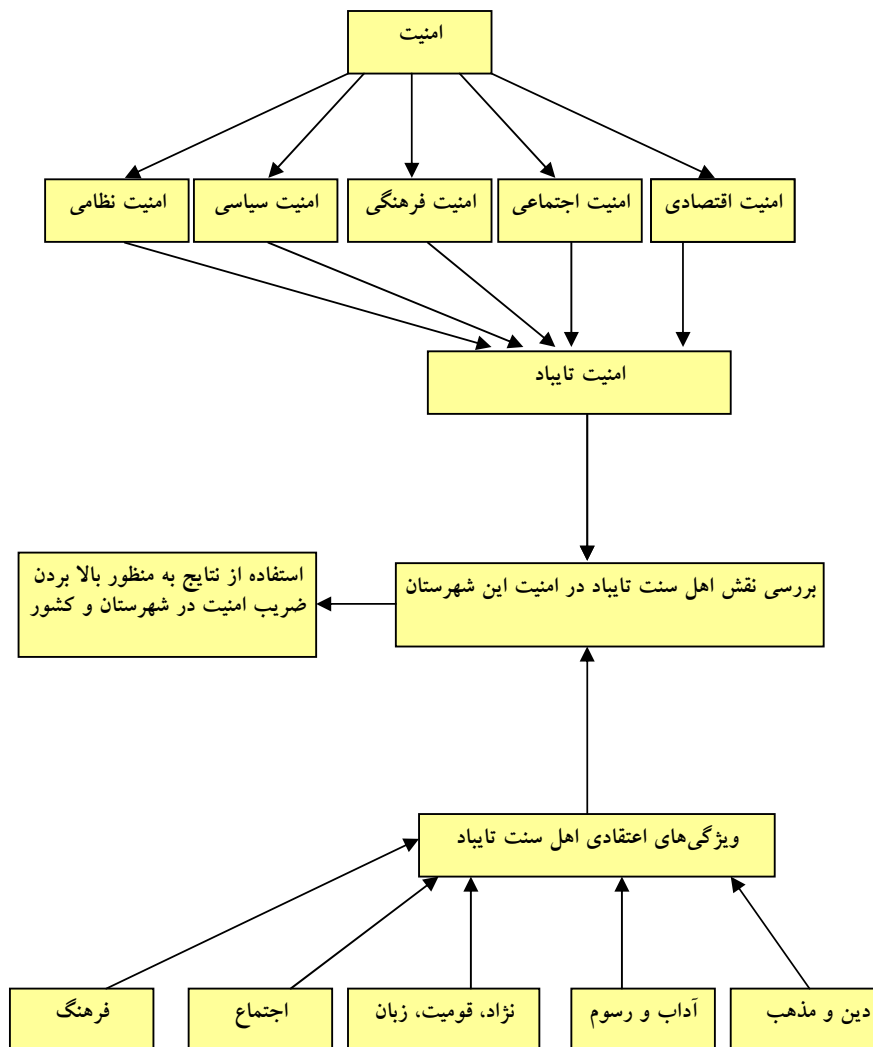 امنیت
امنیت اقتصادی
امنیت اجتماعی
امنیت فرهنگی
امنیت سیاسی
امنیت نظامی
امنیت تایباد
بررسی نقش اهل سنت تایباد در امنیت این شهرستان
استفاده از نتایج به منظور بالا بردن
ضریب امنیت در شهرستان و کشور
ویژگی‌های اعتقادی اهل سنت تایباد
دین و مذهب
آداب و رسوم
نژاد، قومیت، زبان
اجتماع
فرهنگ